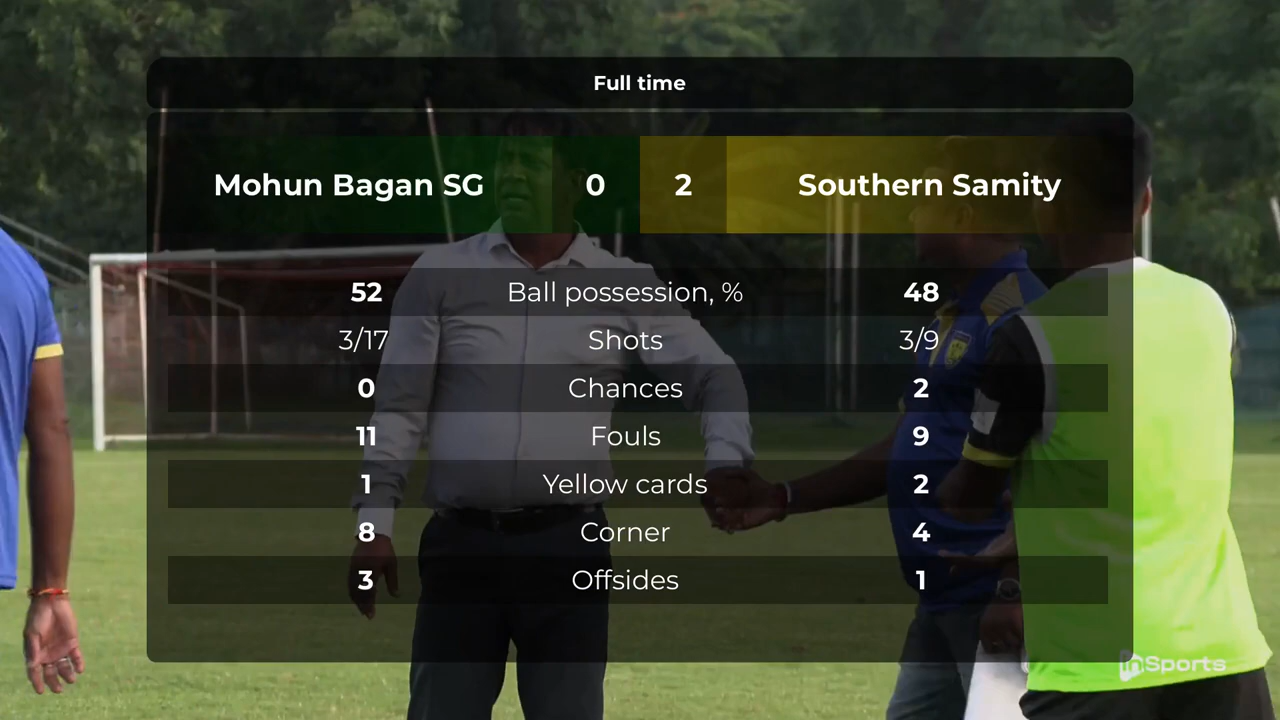 Full time
Mohun Bagan SG 0 2 Southern Samity
52 Ball possession, % 48
3/17 Shots 3/9
0 Chances 2
11 Fouls 9
1 Yellow cards 2
8 Corner 4
3 Offsides 1
inSports